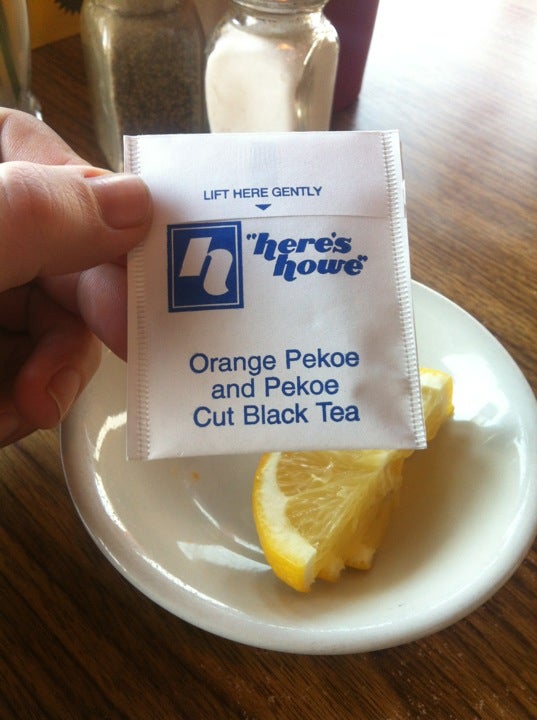 LIFT HERE GENTLY
h
"here's
howe"
Orange Pekoe
and Pekoe
Cut Black Tea